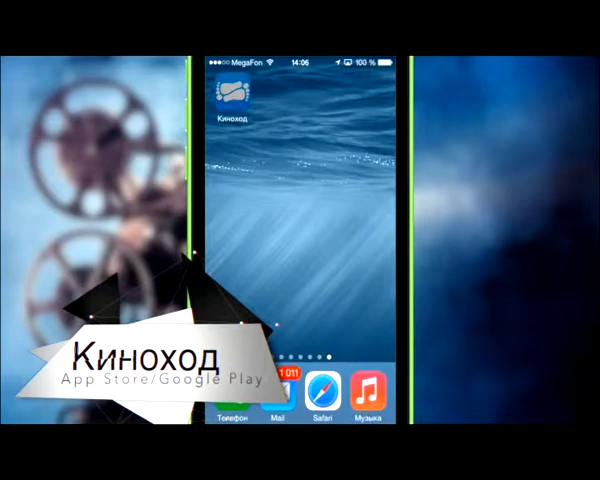 MegaFon 14:06 100 %
Киноход
Киноход
App Store/Google Play
1 011
Телефон Mail Safari Музыка